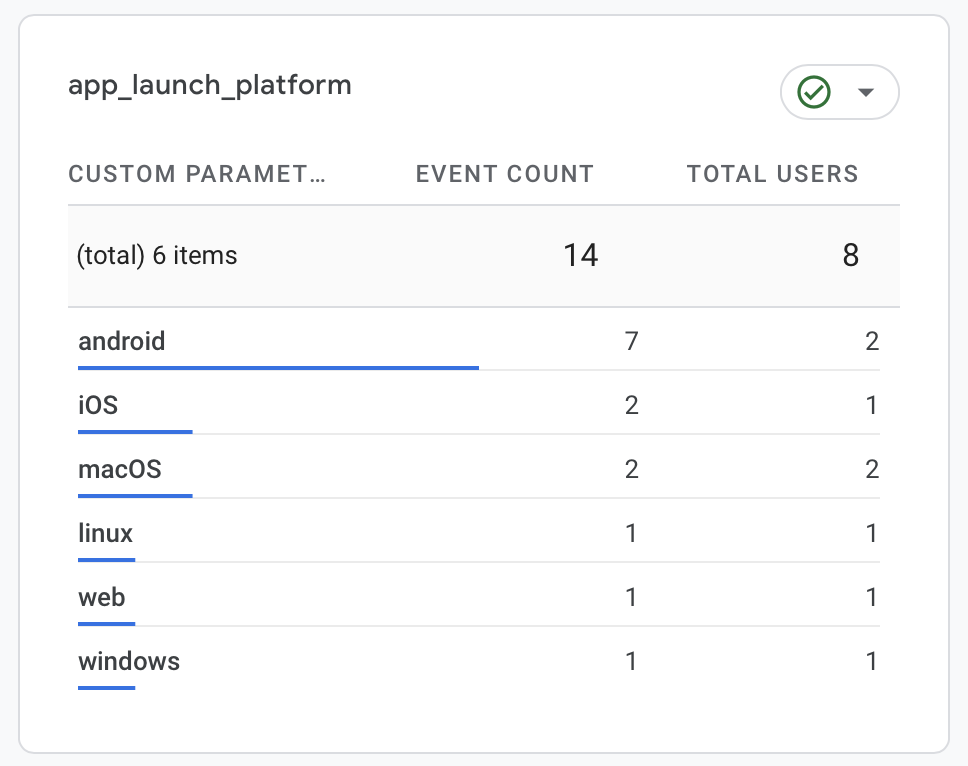 app_launch_platform
CUSTOM PARAMET… EVENT COUNT TOTAL USERS
(total) 6 items 14 8
android 7 2
iOS 2 1
macOS 2 2
linux 1 1
web 1 1
windows 1 1